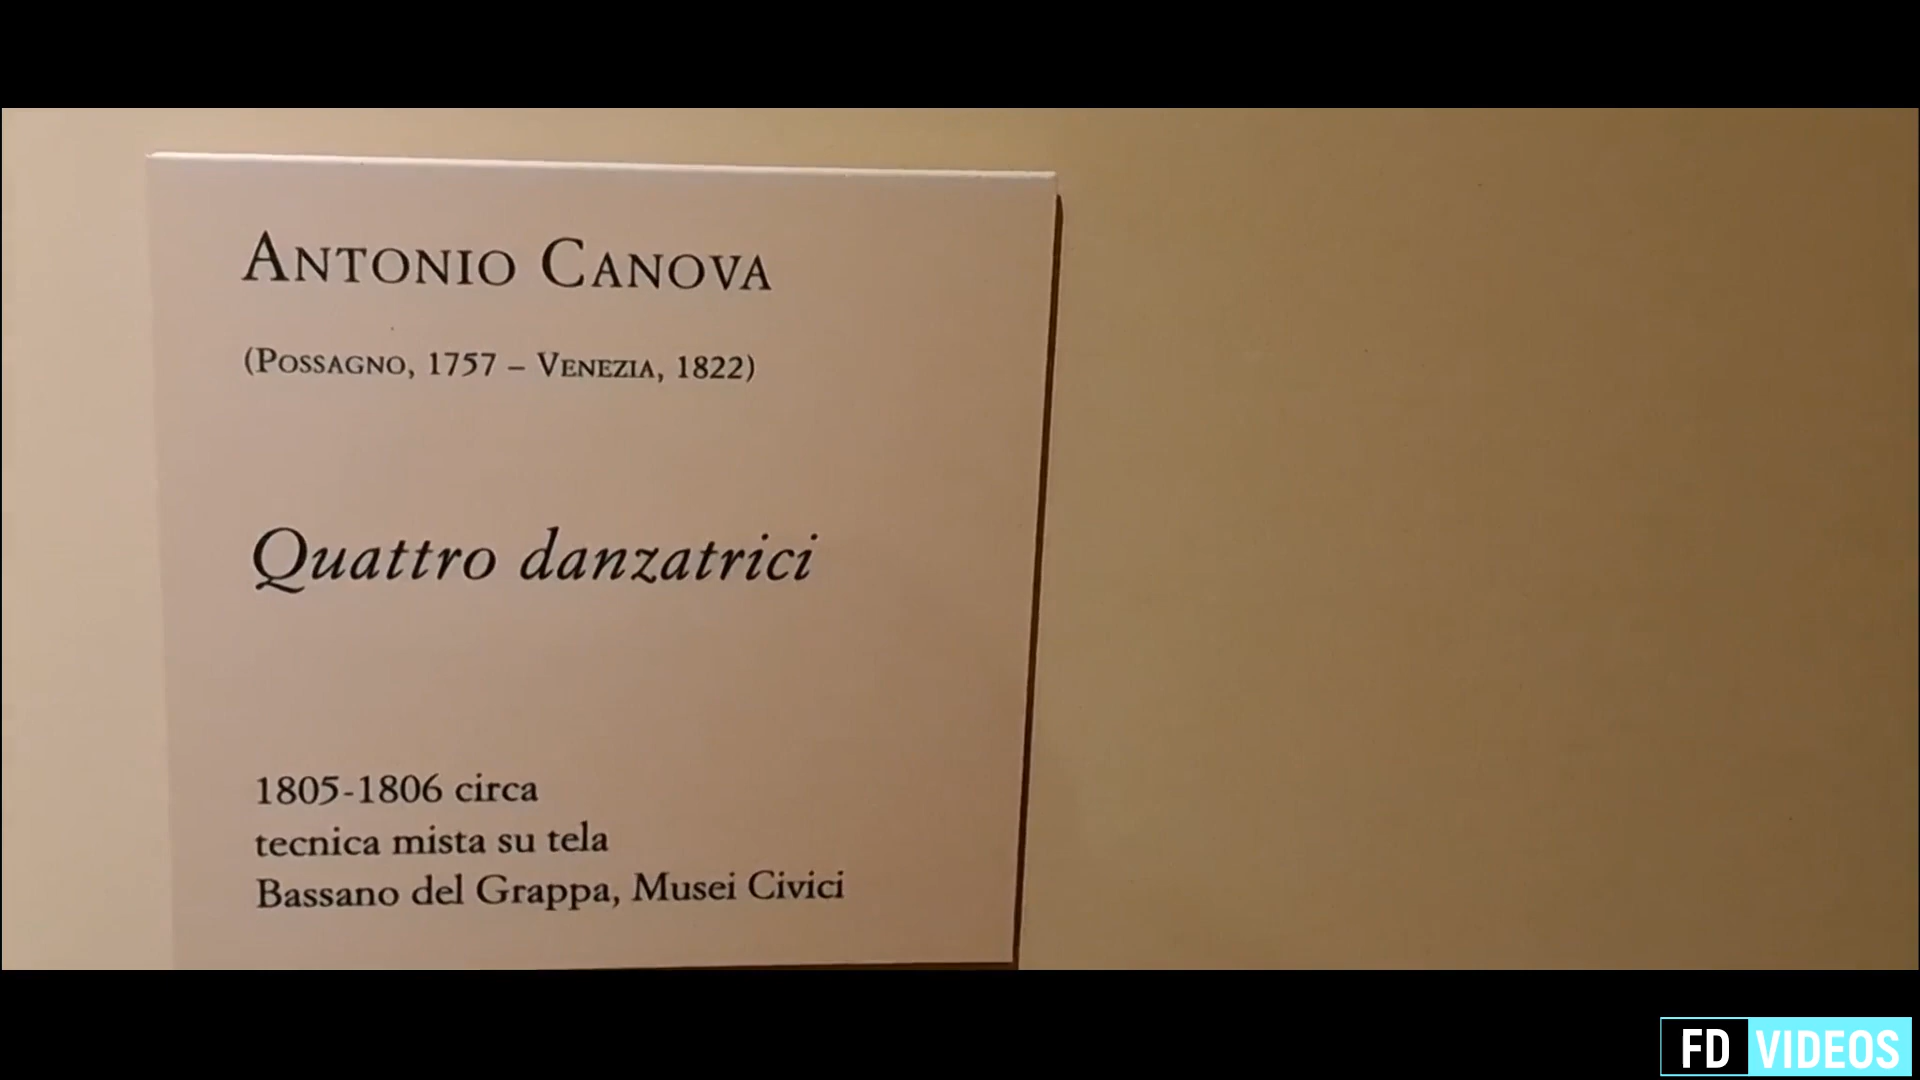 Antonio Canova
(Possagno, 1757 – Venezia, 1822)
Quattro danzatrici
1805-1806 circa
tecnica mista su tela
Bassano del Grappa, Musei Civici
FD VIDEOS